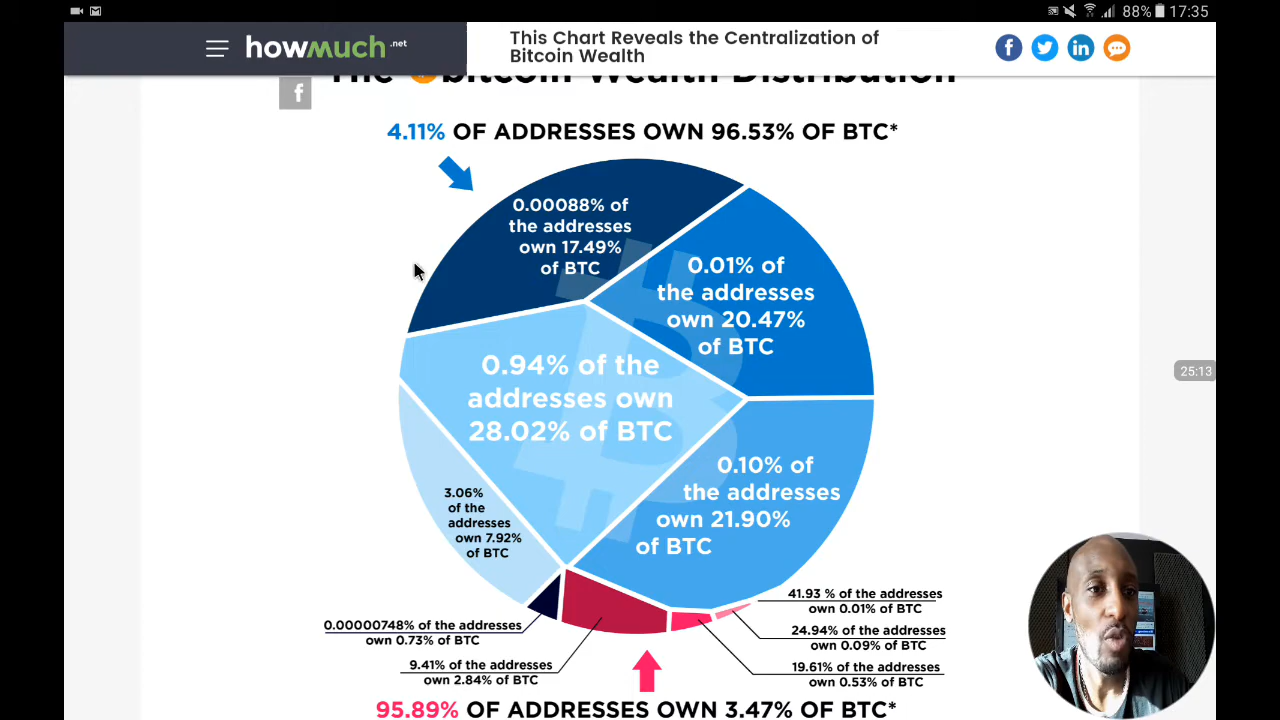 88% 17:35
howmuch.net
This Chart Reveals the Centralization of
Bitcoin Wealth
The bitcoin Wealth Distribution
4.11% OF ADDRESSES OWN 96.53% OF BTC*
0.00088% of
the addresses
own 17.49%
of BTC
0.01% of
the addresses
own 20.47%
of BTC
0.94% of the
addresses own
28.02% of BTC
25:13
0.10% of
the addresses
own 21.90%
of BTC
3.06%
of the
addresses
own 7.92%
of BTC
41.93 % of the addresses
own 0.01% of BTC
0.00000748% of the addresses
own 0.73% of BTC
24.94% of the addresses
own 0.09% of BTC
9.41% of the addresses
own 2.84% of BTC
19.61% of the addresses
own 0.53% of BTC
95.89% OF ADDRESSES OWN 3.47% OF BTC*